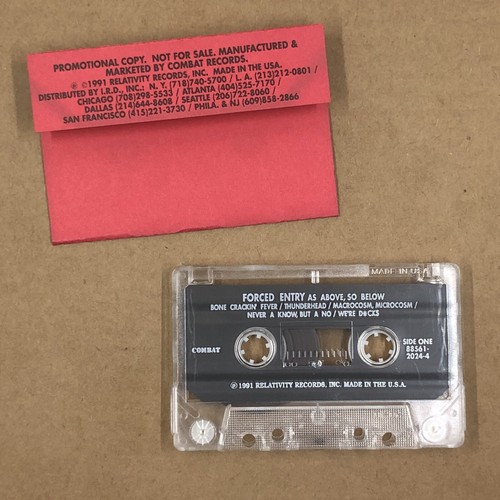 PROMOTIONAL COPY. NOT FOR SALE. MANUFACTURED &
MARKETED BY COMBAT RECORDS.
℗ ©1991 RELATIVITY RECORDS, INC. MADE IN THE USA.
DISTRIBUTED BY I.R.D., INC.: N. Y. (718)740-5700 / L. A. (213)212-0801 /
CHICAGO (708)298-5535 / ATLANTA (404)525-7170 /
DALLAS (214)644-8608 / SEATTLE (206)722-8060 /
SAN FRANCISCO (415)221-3730 / PHILA. & NJ (609)858-2866
MADE IN USA
FORCED ENTRY AS ABOVE, SO BELOW
BONE CRACKIN' FEVER / THUNDERHEAD / MACROCOSM, MICROCOSM /
NEVER A KNOW, BUT A NO / WE'RE D@CKS
COMBAT
SIDE ONE
88561-
2024-4
℗ 1991 RELATIVITY RECORDS, INC. MADE IN THE U.S.A.